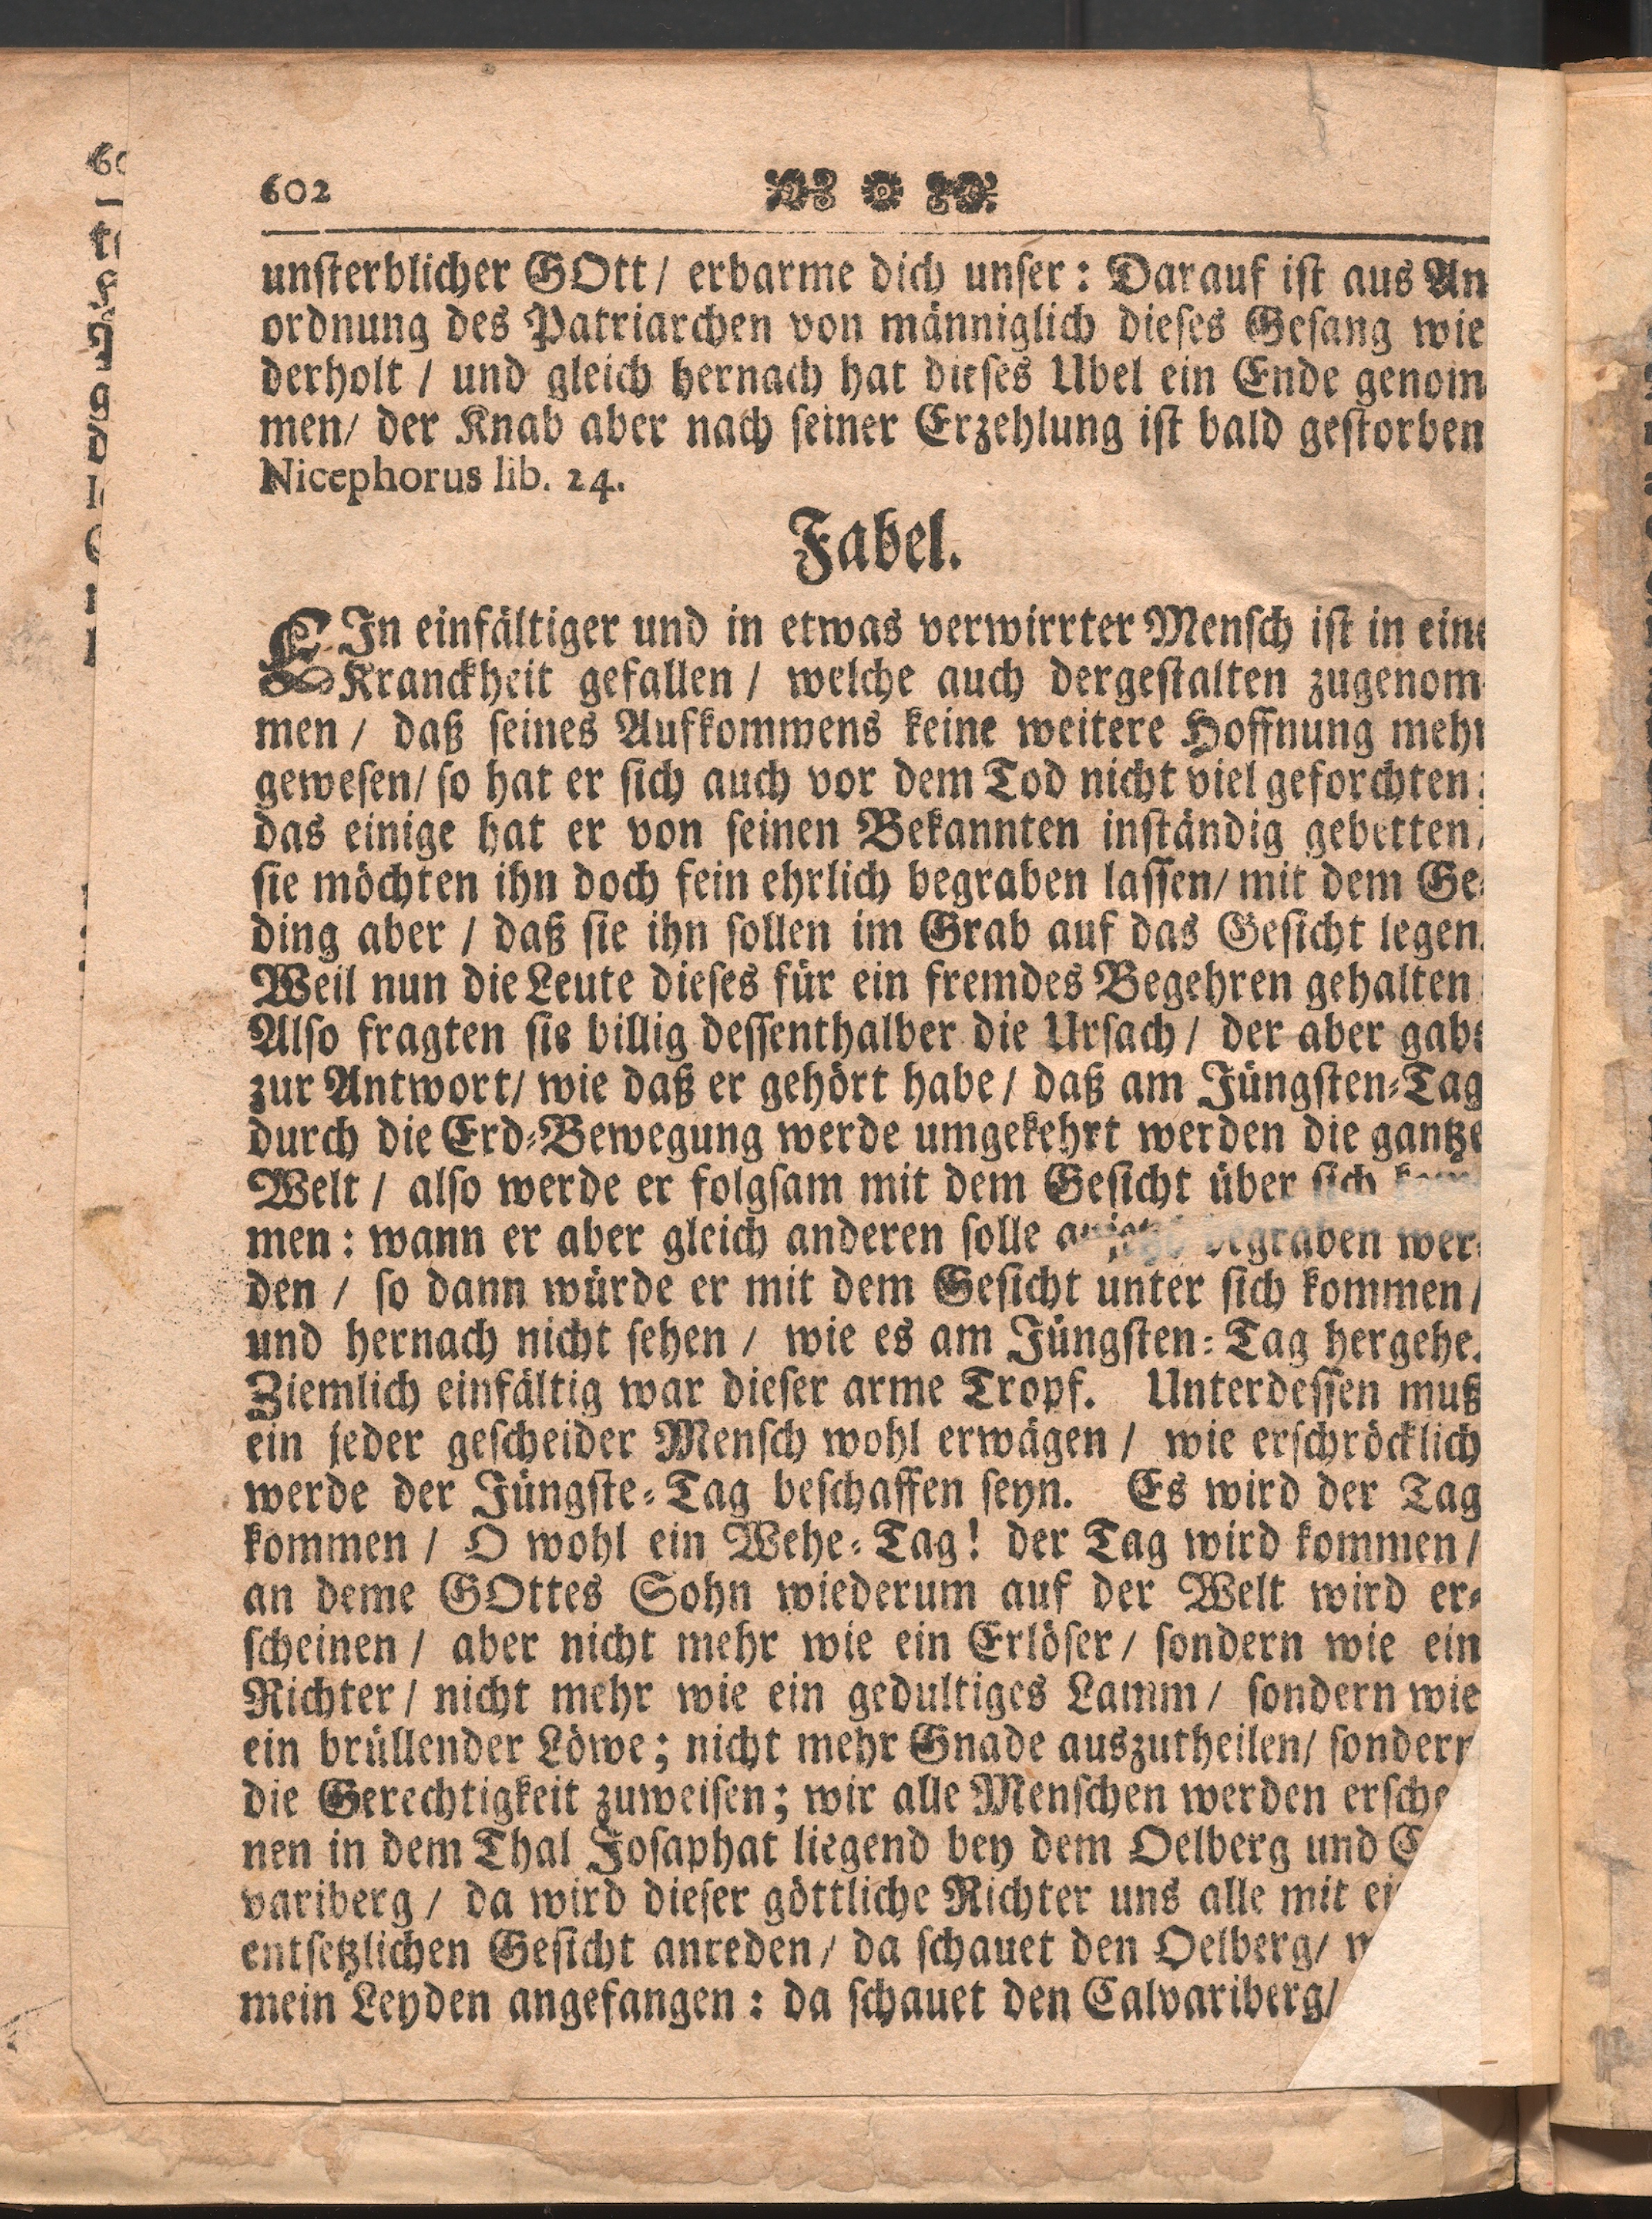 602
unsterblicher GOtt/ erbarme dich unser: Darauf ist aus An
ordnung des Patriarchen von männiglich dieses Gesang wie
derholt / und gleich hernach hat dieses Ubel ein Ende genom
men/ der Knab aber nach seiner Erzehlung ist bald gestorben
Nicephorus lib. 24.
Fabel.
EIn einfältiger und in etwas verwirrter Mensch ist in eine
Kranckheit gefallen / welche auch dergestalten zugenom-
men / daß seines Aufkommens keine weitere Hoffnung mehr
gewesen/ so hat er sich auch vor dem Tod nicht viel geforchten:
das einige hat er von seinen Bekannten inständig gebetten/
sie möchten ihn doch fein ehrlich begraben lassen/ mit dem Ge-
ding aber / daß sie ihn sollen im Grab auf das Gesicht legen.
Weil nun die Leute dieses für ein fremdes Begehren gehalten:
Also fragten sie billig dessenthalber die Ursach / der aber gabe
zur Antwort/ wie daß er gehört habe / daß am Jüngsten-Tag
durch die Erd-Bewegung werde umgekehrt werden die gantze
Welt / also werde er folgsam mit dem Gesicht über sich
men: wann er aber gleich anderen solle anjetzo begraben wer-
den / so dann würde er mit dem Gesicht unter sich kommen /
und hernach nicht sehen / wie es am Jüngsten-Tag hergehe.
Ziemlich einfältig war dieser arme Tropf. Unterdessen muß
ein jeder gescheider Mensch wohl erwägen / wie erschröcklich
werde der Jüngste-Tag beschaffen seyn. Es wird der Tag
kommen / O wohl ein Wehe-Tag! der Tag wird kommen /
an deme GOttes Sohn wiederum auf der Welt wird er-
scheinen / aber nicht mehr wie ein Erlöser / sondern wie ein
Richter / nicht mehr wie ein gedultiges Lamm / sondern wie
ein brüllender Löwe; nicht mehr Gnade auszutheilen/ sondern
die Gerechtigkeit zuweisen; wir alle Menschen werden ersche
nen in dem Thal Josaphat liegend bey dem Oelberg und
variberg / da wird dieser göttliche Richter uns alle mit
entsetzlichen Gesicht anreden / da schauet den Oelberg/
mein Leyden angefangen: da schauet den Calvariberg/